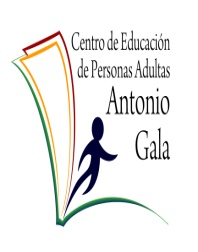 Centro de Educación
de Personas Adultas
Antonio
Gala